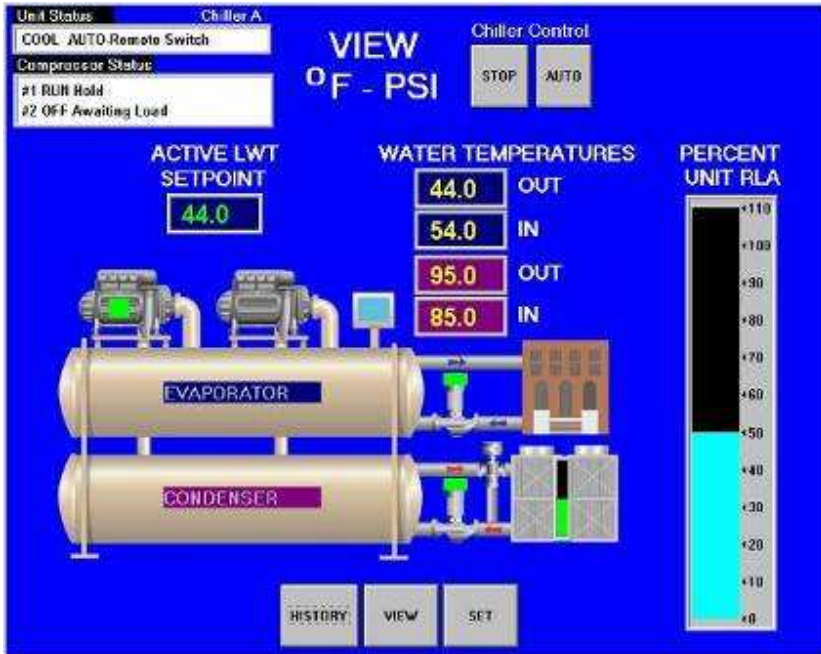 Unit Status Chiller A
COOL AUTO-Remote Switch
Compressor Status
#1 RUN Hold
#2 OFF Awaiting Load
VIEW
ºF - PSI
Chiller Control
STOP AUTO
ACTIVE LWT
SETPOINT
44.0
WATER TEMPERATURES
44.0 OUT
54.0 IN
95.0 OUT
85.0 IN
PERCENT
UNIT RLA
+110
+100
+90
+80
+70
+60
+50
+40
+30
+20
+10
+0
EVAPORATOR
CONDENSER
HISTORY VIEW SET